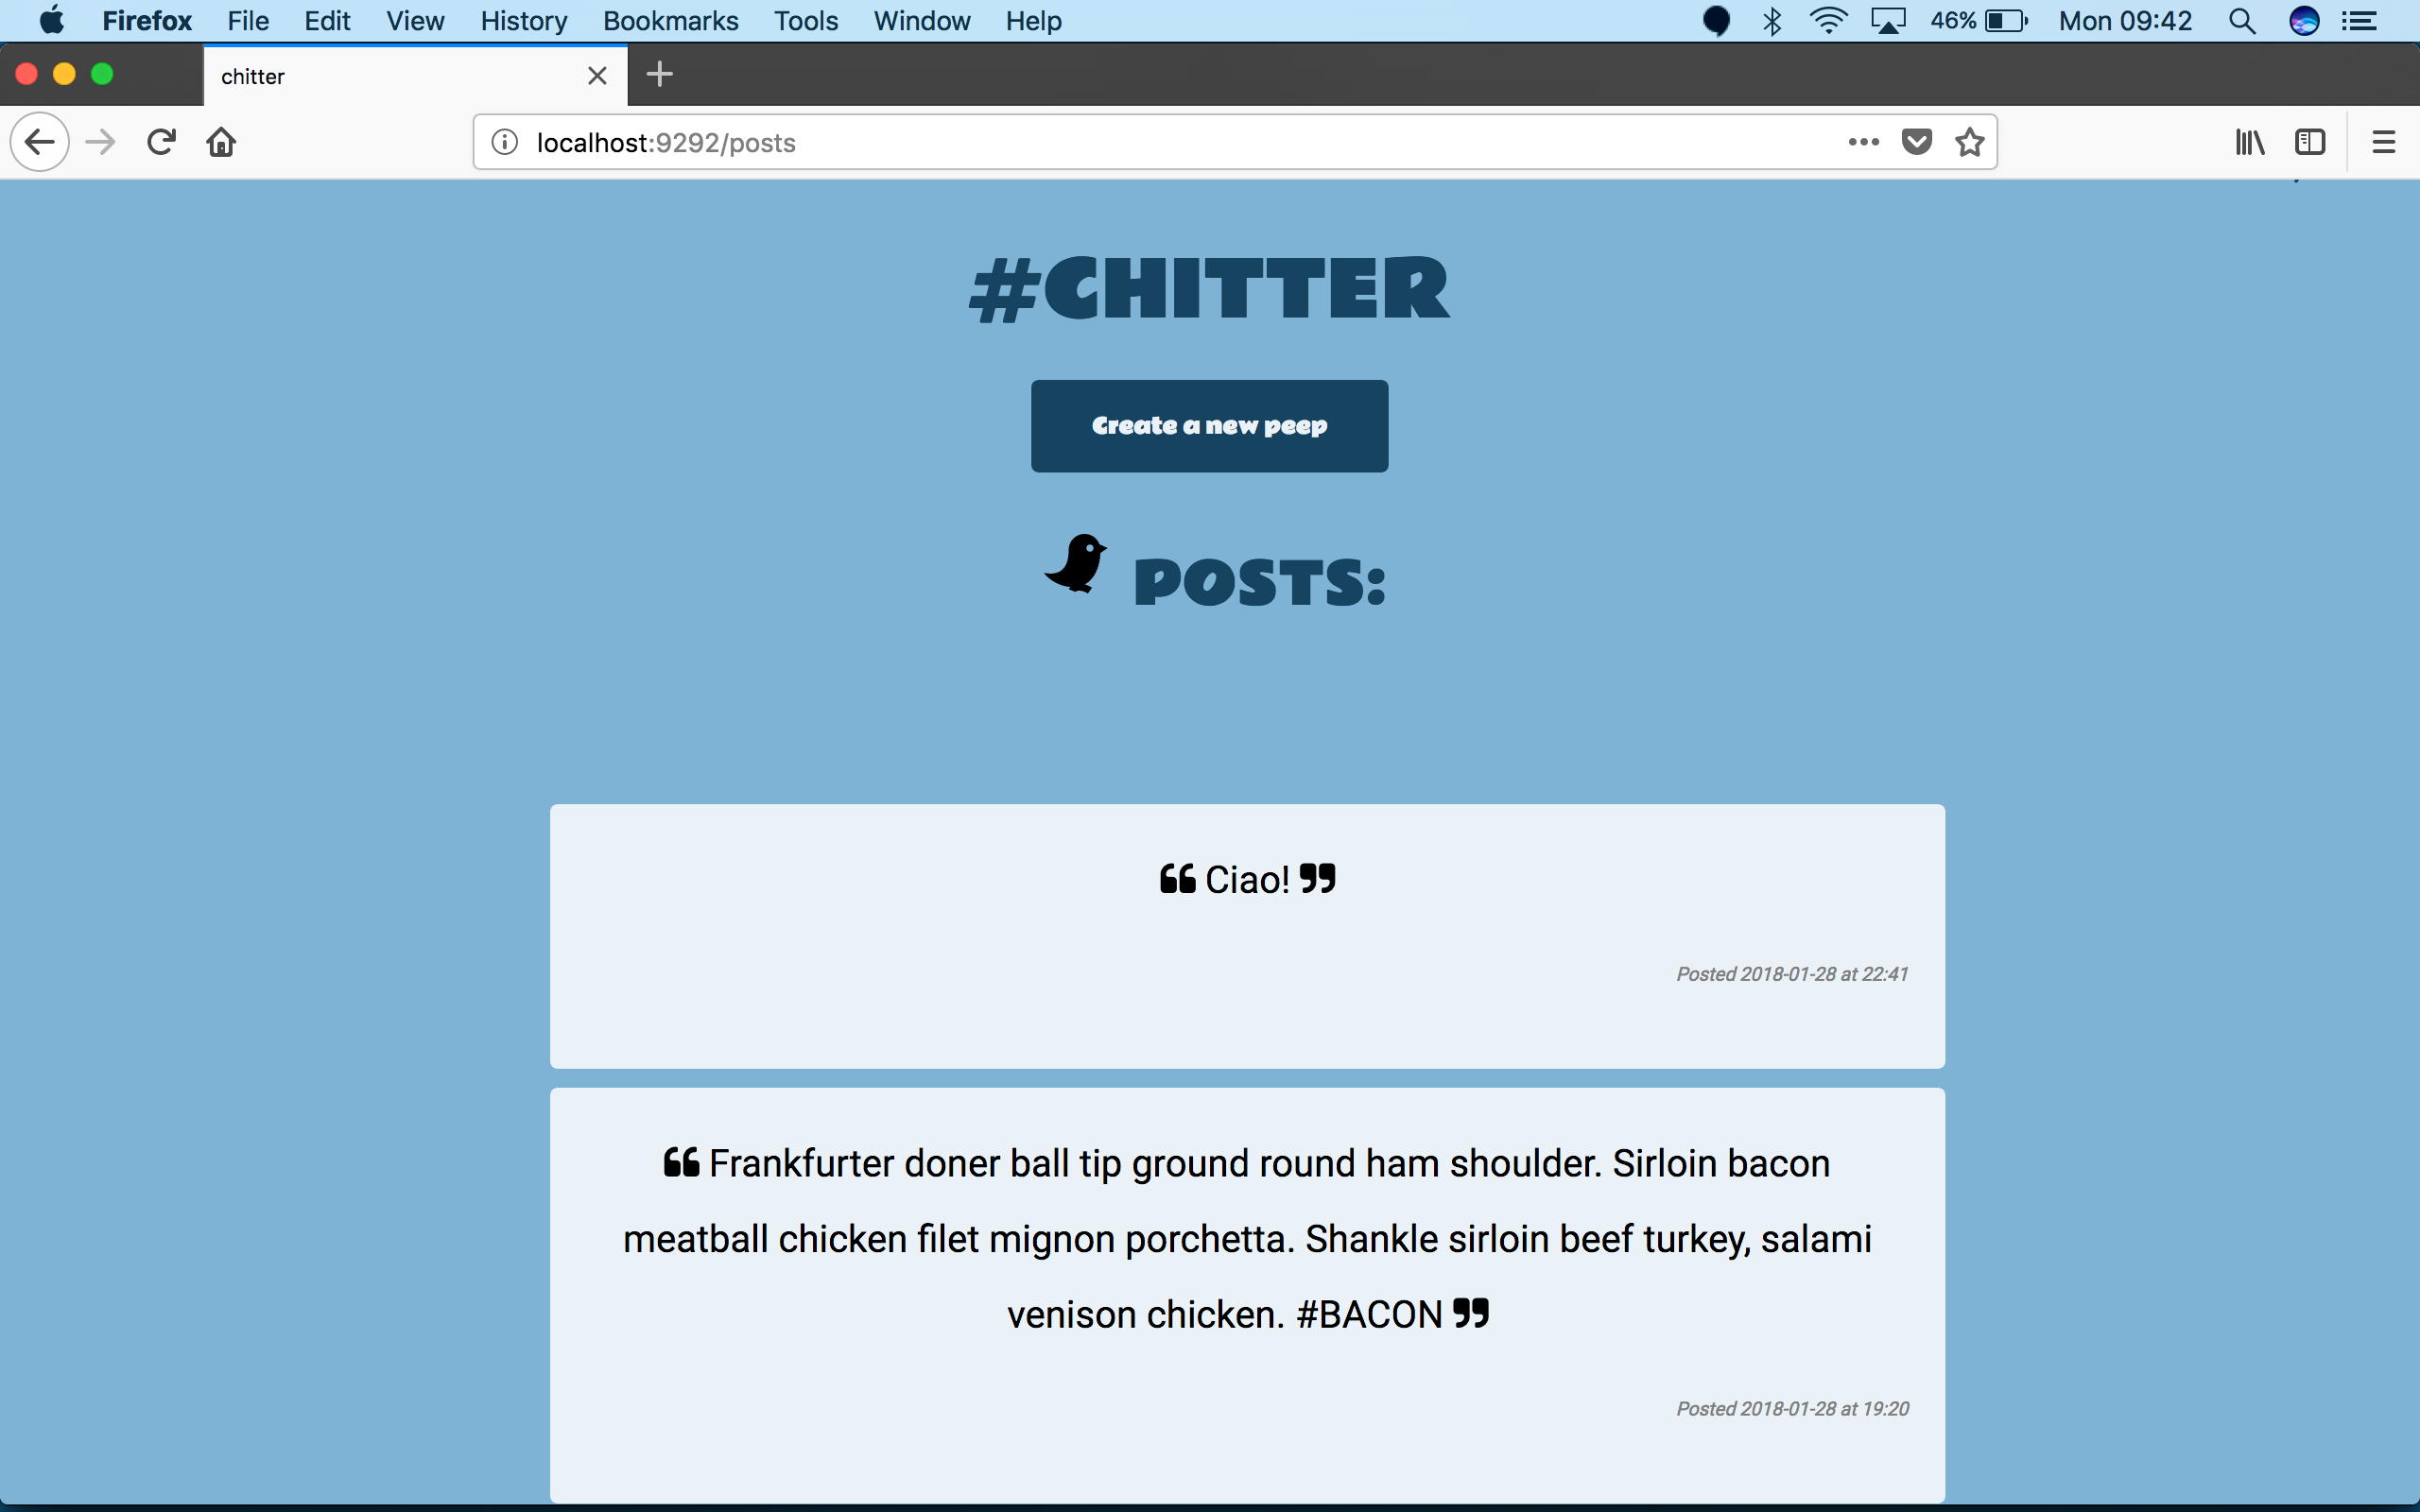 Firefox File Edit View History Bookmarks Tools Window Help 46% Mon 09:42
chitter
localhost:9292/posts
#CHITTER
Create a new peep
POSTS:
❝ Ciao! ❞
Posted 2018-01-28 at 22:41
❝ Frankfurter doner ball tip ground round ham shoulder. Sirloin bacon
meatball chicken filet mignon porchetta. Shankle sirloin beef turkey, salami
venison chicken. #BACON ❞
Posted 2018-01-28 at 19:20